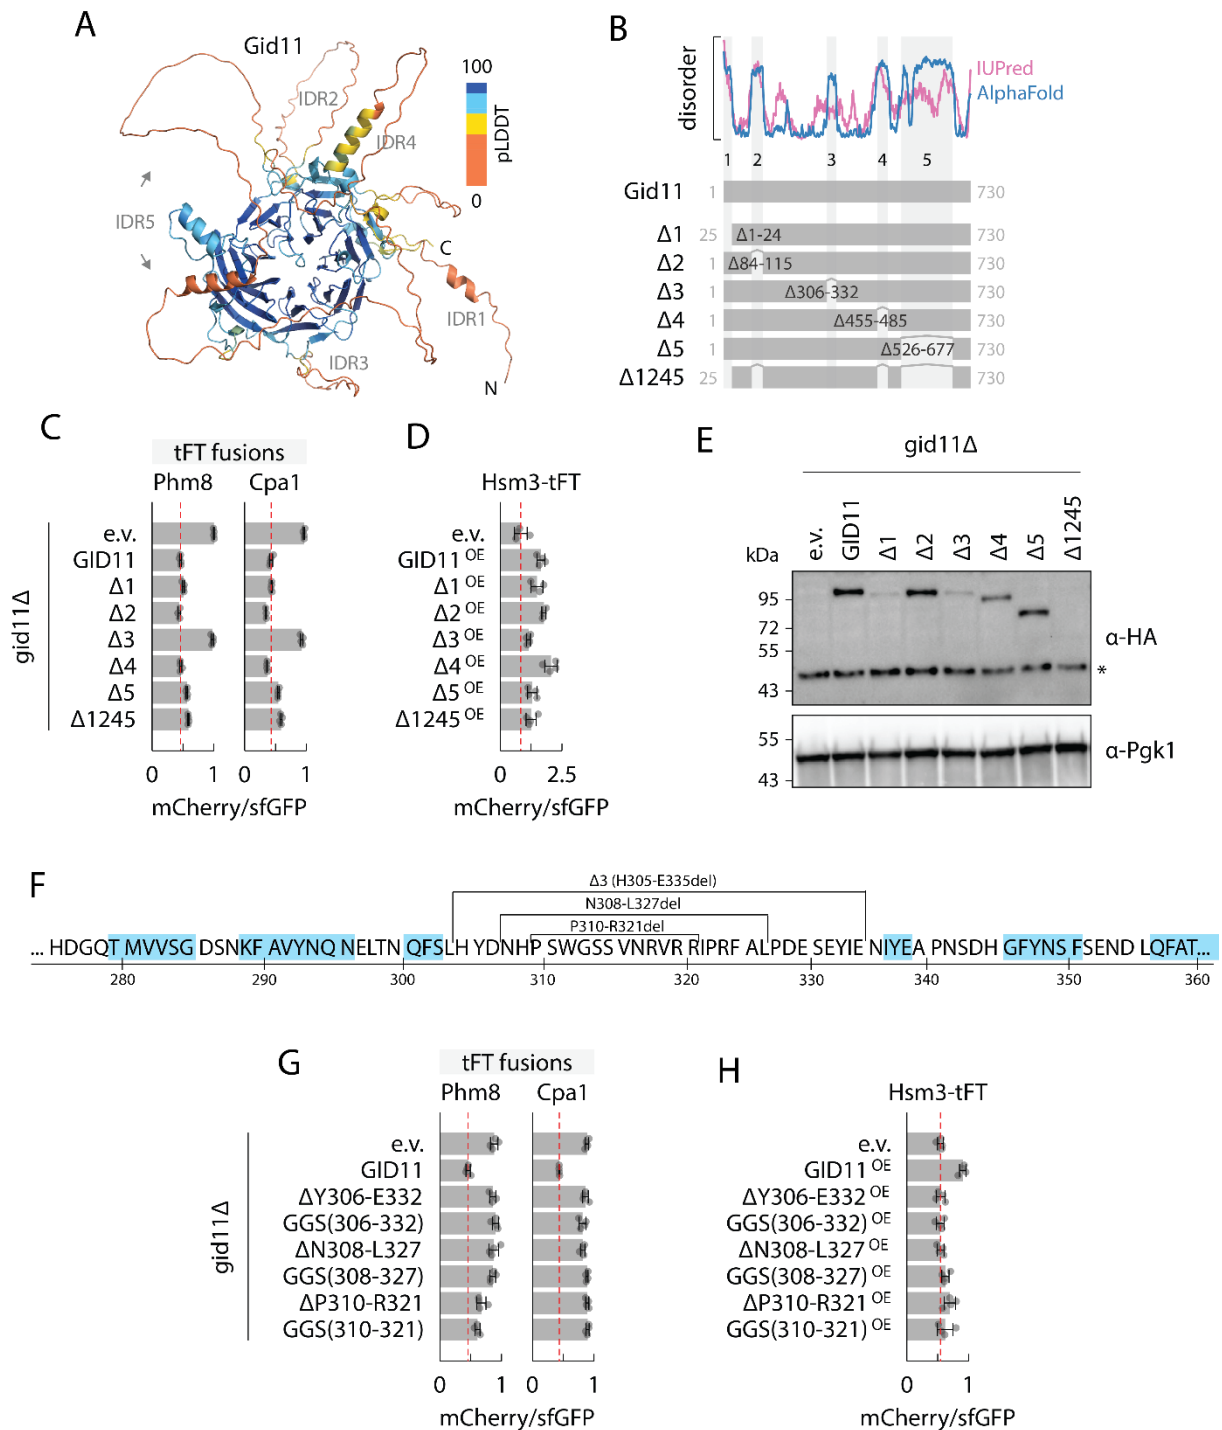 A
Gid11
IDR2
IDR4
100
pLDDT
0
IDR5
C
IDR1
IDR3
N
B
disorder
IUPred
AlphaFold
1 2 3 4 5
Gid11 1 730
Δ1 25 Δ1-24 730
Δ2 1 Δ84-115 730
Δ3 1 Δ306-332 730
Δ4 1 Δ455-485 730
Δ5 1 Δ526-677 730
Δ1245 25 730
C
tFT fusions
Phm8 Cpa1
gid11Δ
e.v.
GID11
Δ1
Δ2
Δ3
Δ4
Δ5
Δ1245
0 1 0 1
mCherry/sfGFP
D
Hsm3-tFT
e.v.
GID11 OE
Δ1 OE
Δ2 OE
Δ3 OE
Δ4 OE
Δ5 OE
Δ1245 OE
0 2.5
mCherry/sfGFP
E
gid11Δ
kDa e.v. GID11 Δ1 Δ2 Δ3 Δ4 Δ5 Δ1245
95
72
55
43
α-HA
*
55
43
α-Pgk1
F
Δ3 (H305-E335del)
N308-L327del
P310-R321del
... HDGQT MVVSG DSNKF AVYNQ NELTN QFSLH YDNHP SWGSS VNRVR RIPRF ALPDE SEYIE NIYEA PNSDH GFYNS FSEND LQFAT...
280 290 300 310 320 330 340 350 360
G
tFT fusions
Phm8 Cpa1
gid11Δ
e.v.
GID11
ΔY306-E332
GGS(306-332)
ΔN308-L327
GGS(308-327)
ΔP310-R321
GGS(310-321)
0 1 0 1
mCherry/sfGFP
H
Hsm3-tFT
e.v.
GID11 OE
ΔY306-E332 OE
GGS(306-332) OE
ΔN308-L327 OE
GGS(308-327) OE
ΔP310-R321 OE
GGS(310-321) OE
0 1
mCherry/sfGFP